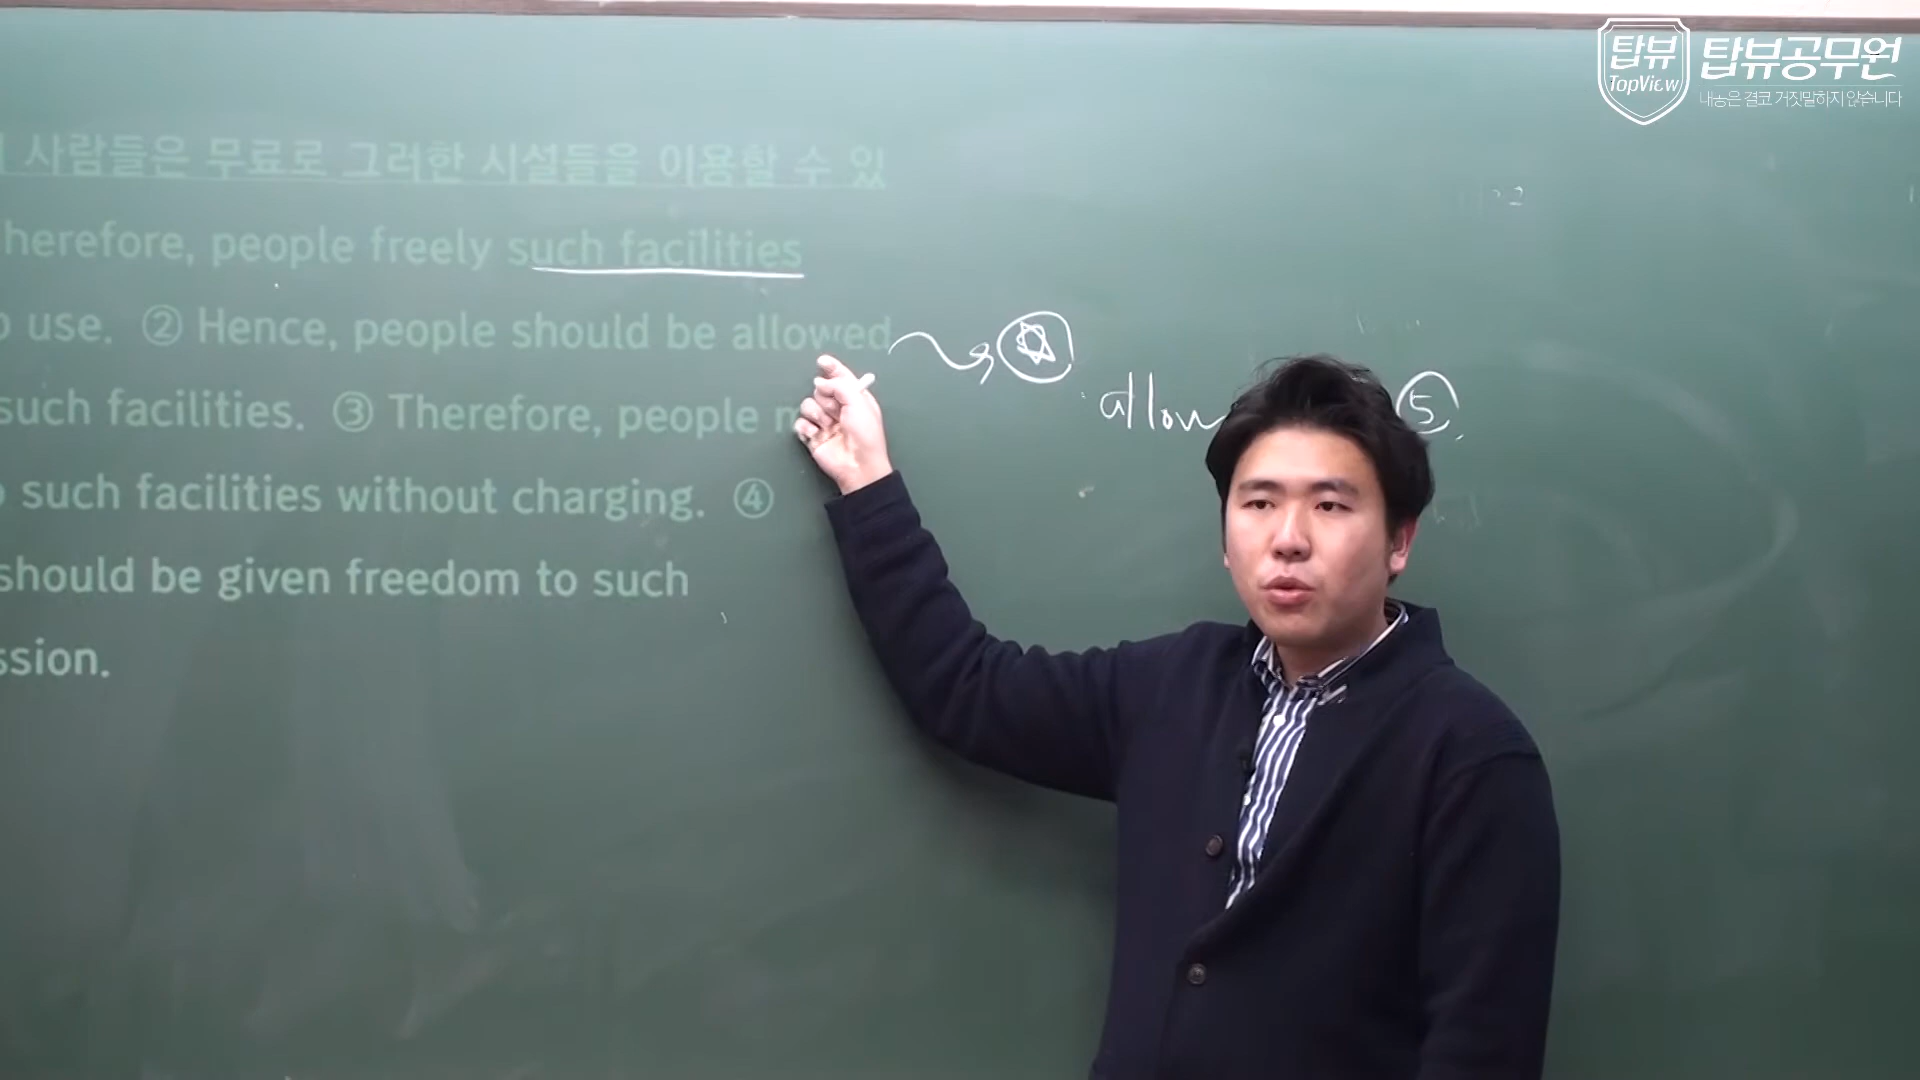 탑뷰
TopView
탑뷰공무원
내공은 결코 거짓말하지 않습니다
사람들은 무료로 그러한 시설들을 이용할 수 있
herefore, people freely such facilities
use. ② Hence, people should be allowed
such facilities. ③ Therefore, people
such facilities without charging. ④
should be given freedom to such
ssion.
allow
⑤